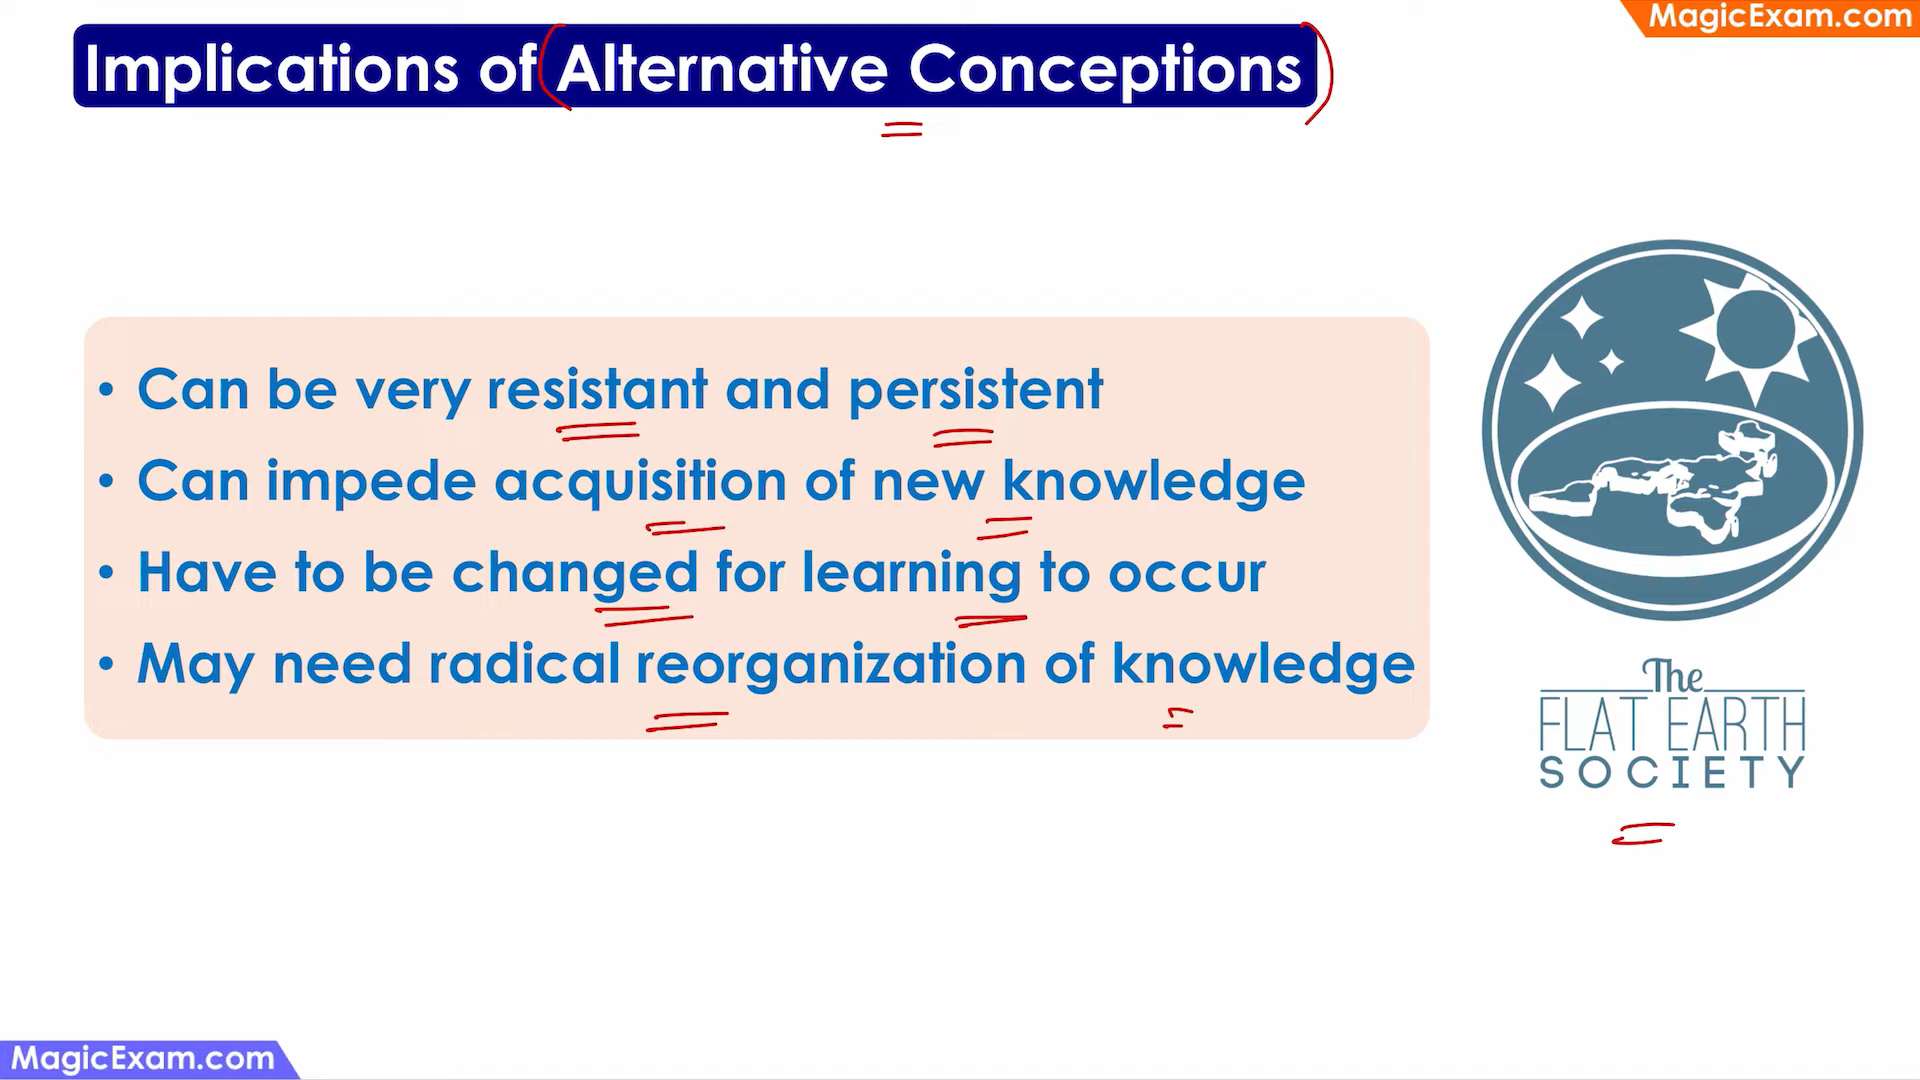 MagicExam.com
Implications of Alternative Conceptions
• Can be very resistant and persistent
• Can impede acquisition of new knowledge
• Have to be changed for learning to occur
• May need radical reorganization of knowledge
The
FLAT EARTH
SOCIETY
MagicExam.com